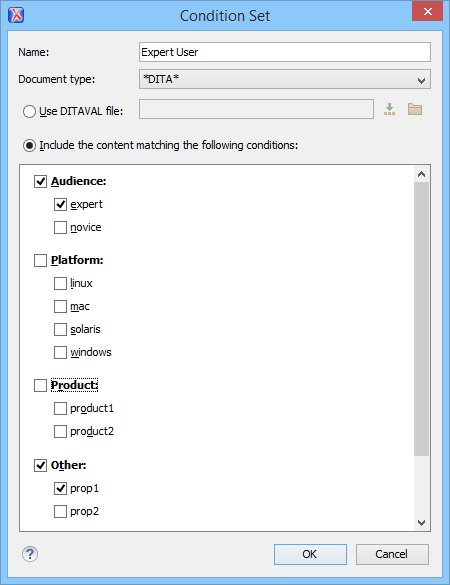 Condition Set
Name: Expert User
Document type: *DITA*
Use DITAVAL file:
Include the content matching the following conditions:
Audience:
expert
novice
Platform:
linux
mac
solaris
windows
Product:
product1
product2
Other:
prop1
prop2
? OK Cancel